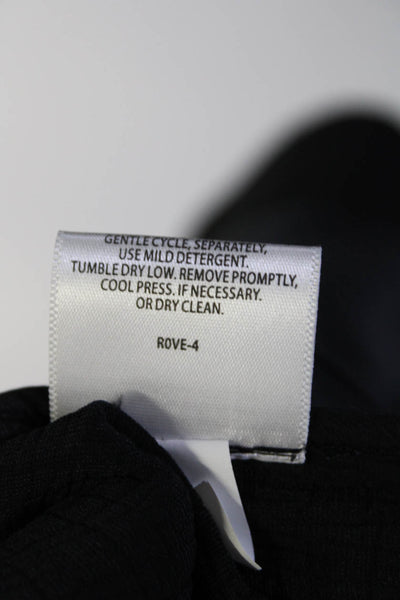 GENTLE CYCLE, SEPARATELY,
USE MILD DETERGENT.
TUMBLE DRY LOW. REMOVE PROMPTLY,
COOL PRESS. IF NECESSARY.
OR DRY CLEAN.
R0VE-4